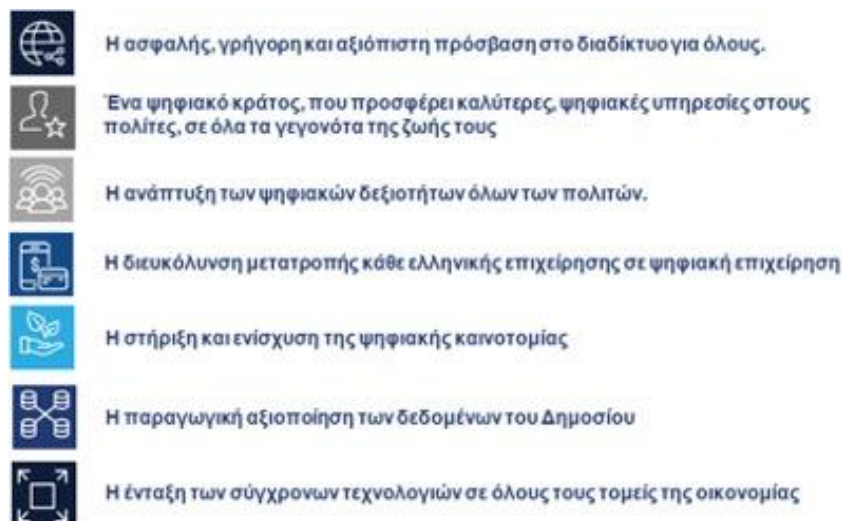 Η ασφαλής, γρήγορη και αξιόπιστη πρόσβαση στο διαδίκτυο για όλους.
Ένα ψηφιακό κράτος, που προσφέρει καλύτερες, ψηφιακές υπηρεσίες στους
πολίτες, σε όλα τα γεγονότα της ζωής τους
Η ανάπτυξη των ψηφιακών δεξιοτήτων όλων των πολιτών.
$
Η διευκόλυνση μετατροπής κάθε ελληνικής επιχείρησης σε ψηφιακή επιχείρηση
Η στήριξη και ενίσχυση της ψηφιακής καινοτομίας
Η παραγωγική αξιοποίηση των δεδομένων του Δημοσίου
Η ένταξη των σύγχρονων τεχνολογιών σε όλους τους τομείς της οικονομίας